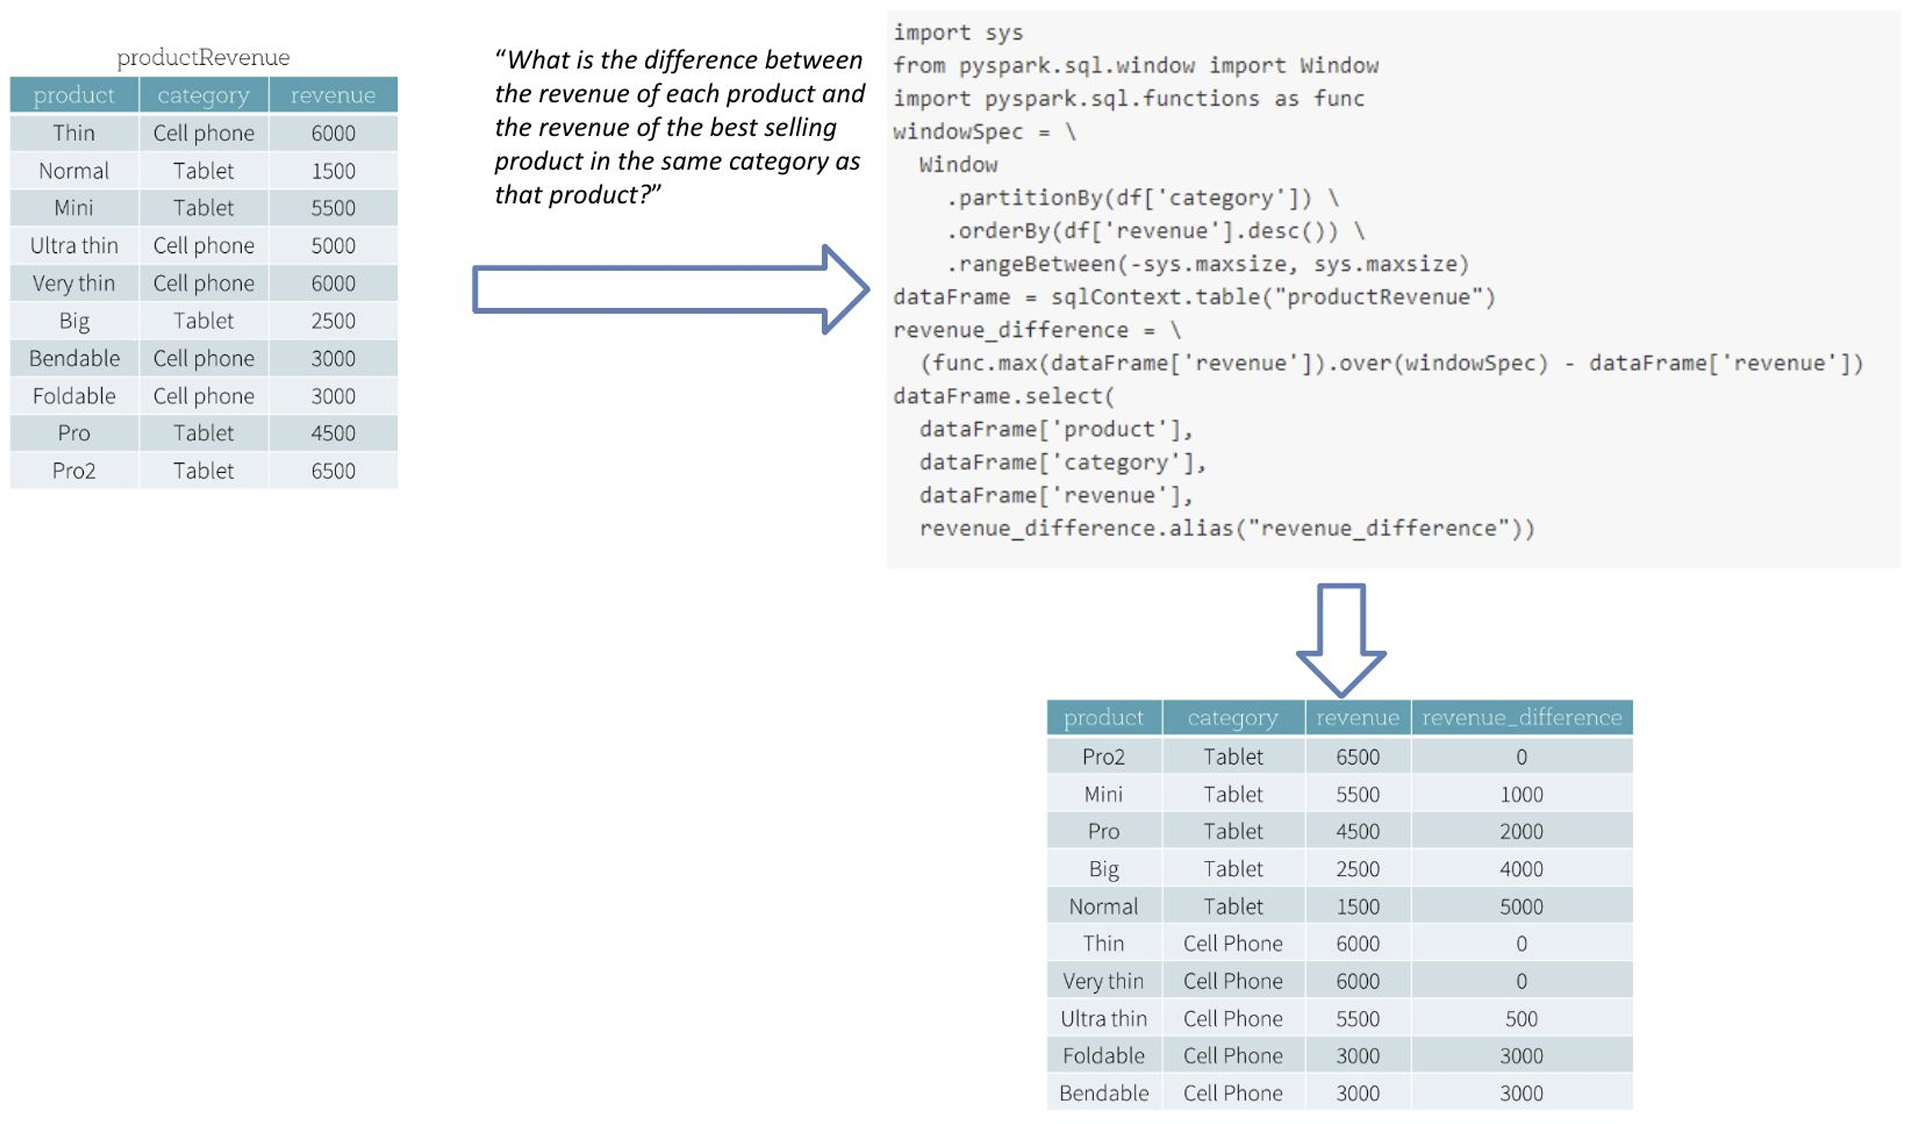 productRevenue
product category revenue
Thin Cell phone 6000
Normal Tablet 1500
Mini Tablet 5500
Ultra thin Cell phone 5000
Very thin Cell phone 6000
Big Tablet 2500
Bendable Cell phone 3000
Foldable Cell phone 3000
Pro Tablet 4500
Pro2 Tablet 6500
“What is the difference between
the revenue of each product and
the revenue of the best selling
product in the same category as
that product?”
import sys
from pyspark.sql.window import Window
import pyspark.sql.functions as func
windowSpec = \
  Window
    .partitionBy(df['category']) \
    .orderBy(df['revenue'].desc()) \
    .rangeBetween(-sys.maxsize, sys.maxsize)
dataFrame = sqlContext.table("productRevenue")
revenue_difference = \
  (func.max(dataFrame['revenue']).over(windowSpec) - dataFrame['revenue'])
dataFrame.select(
  dataFrame['product'],
  dataFrame['category'],
  dataFrame['revenue'],
  revenue_difference.alias("revenue_difference"))
product category revenue revenue_difference
Pro2 Tablet 6500 0
Mini Tablet 5500 1000
Pro Tablet 4500 2000
Big Tablet 2500 4000
Normal Tablet 1500 5000
Thin Cell Phone 6000 0
Very thin Cell Phone 6000 0
Ultra thin Cell Phone 5500 500
Foldable Cell Phone 3000 3000
Bendable Cell Phone 3000 3000